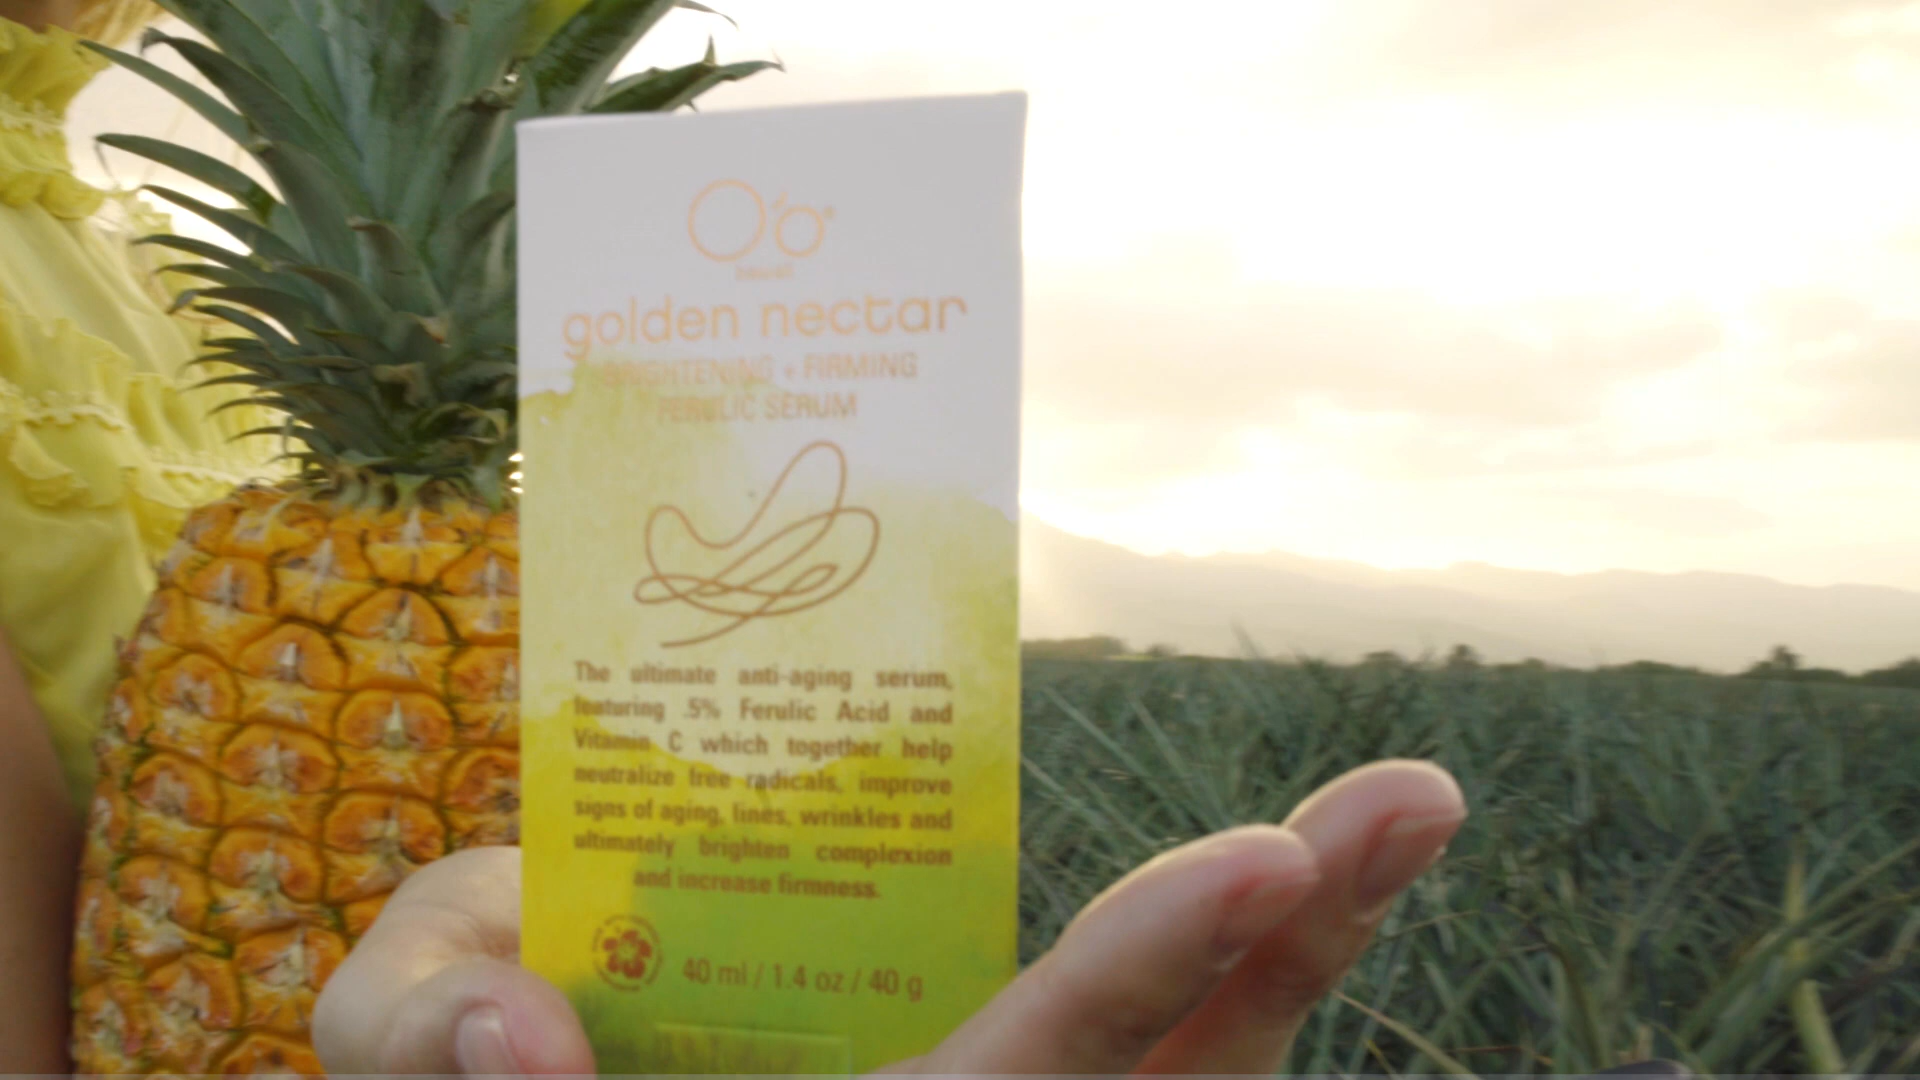 O'o
hawaii
golden nectar
BRIGHTENING + FIRMING
FERULIC SERUM
The ultimate anti-aging serum,
featuring .5% Ferulic Acid and
Vitamin C which together help
neutralize free radicals, improve
signs of aging, lines, wrinkles and
ultimately brighten complexion
and increase firmness.
40 ml / 1.4 oz / 40 g